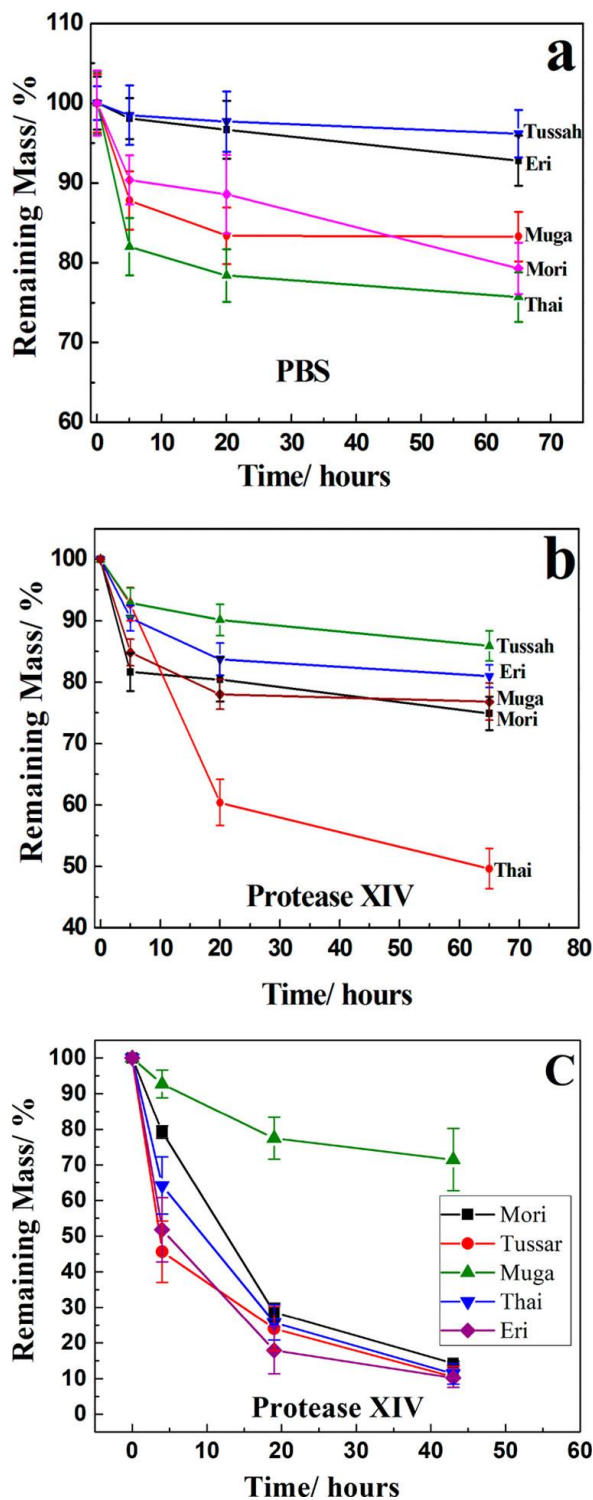 a
110
100
90
80
70
60
Remaining Mass/ %
Tussah
Eri
Muga
Mori
Thai
PBS
0 10 20 30 40 50 60 70
Time/ hours
b
100
90
80
70
60
50
40
Remaining Mass/ %
Tussah
Eri
Muga
Mori
Thai
Protease XIV
0 10 20 30 40 50 60 70 80
Time/ hours
C
100
90
80
70
60
50
40
30
20
10
0
Remaining Mass/ %
Mori
Tussar
Muga
Thai
Eri
Protease XIV
0 10 20 30 40 50 60
Time/ hours